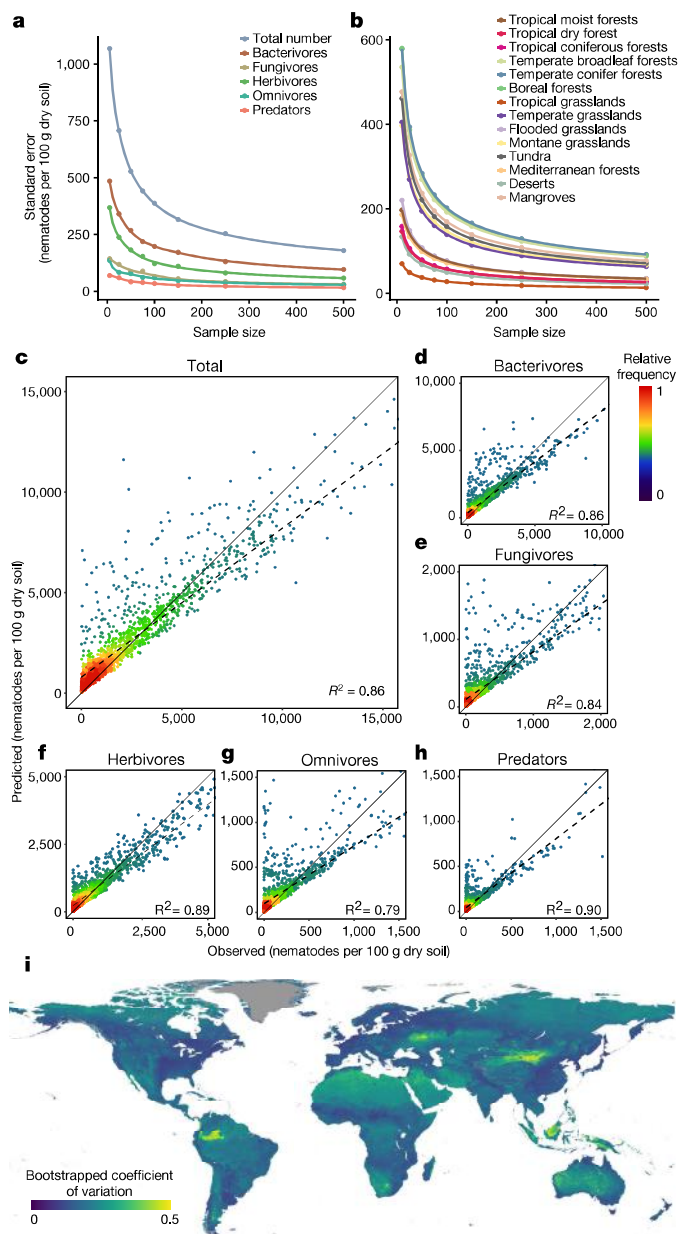 a
Total number
Bacterivores
Fungivores
Herbivores
Omnivores
Predators
1,000
750
500
250
0
Standard error
(nematodes per 100 g dry soil)
0 100 200 300 400 500
Sample size
b
Tropical moist forests
Tropical dry forest
Tropical coniferous forests
Temperate broadleaf forests
Temperate conifer forests
Boreal forests
Tropical grasslands
Temperate grasslands
Flooded grasslands
Montane grasslands
Tundra
Mediterranean forests
Deserts
Mangroves
600
400
200
0
0 100 200 300 400 500
Sample size
c
Total
15,000
10,000
5,000
0
0 5,000 10,000 15,000
R² = 0.86
Predicted (nematodes per 100 g dry soil)
d
Bacterivores
10,000
5,000
0
0 5,000 10,000
R² = 0.86
Relative
frequency
1
0
e
Fungivores
2,000
1,000
0
0 1,000 2,000
R² = 0.84
f
Herbivores
5,000
2,500
0
0 2,500 5,000
R² = 0.89
g
Omnivores
1,500
1,000
500
0
0 500 1,000 1,500
R² = 0.79
h
Predators
1,500
1,000
500
0
0 500 1,000 1,500
R² = 0.90
Observed (nematodes per 100 g dry soil)
i
Bootstrapped coefficient
of variation
0 0.5